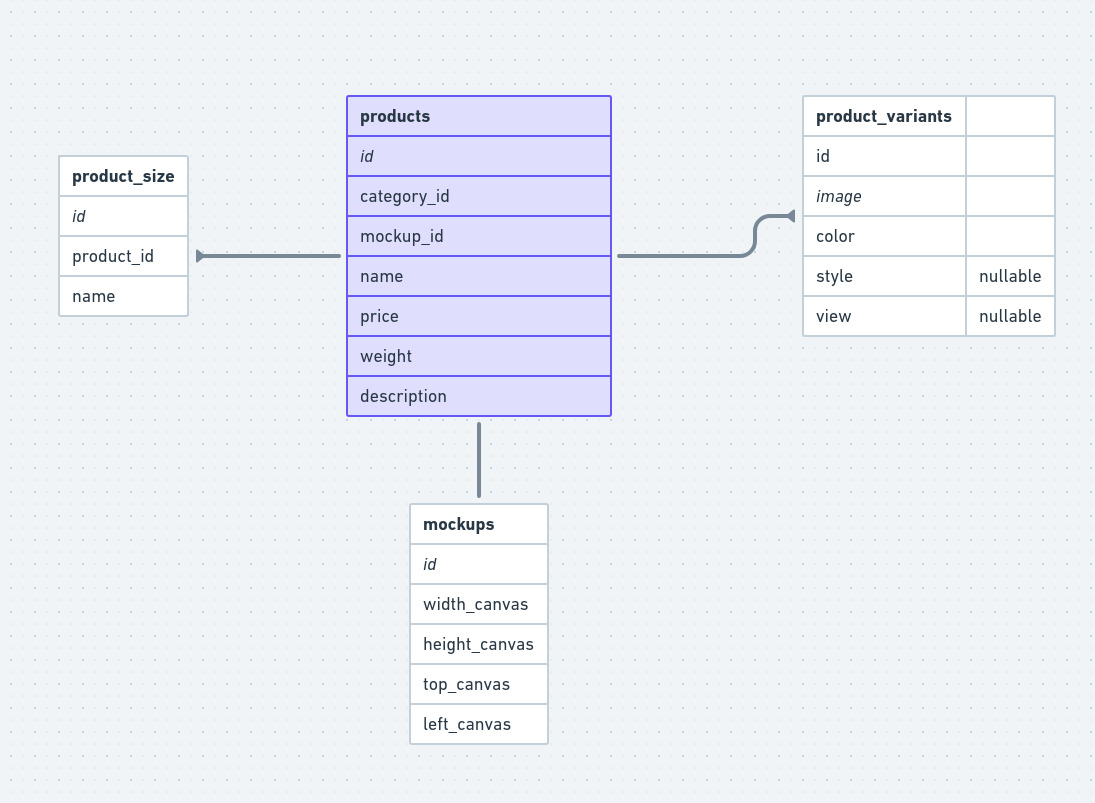 product_size
id
product_id
name
products
id
category_id
mockup_id
name
price
weight
description
product_variants
id
image
color
style nullable
view nullable
mockups
id
width_canvas
height_canvas
top_canvas
left_canvas